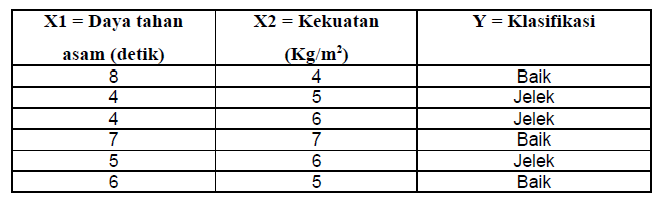 X1 = Daya tahan asam (detik) X2 = Kekuatan (Kg/m²) Y = Klasifikasi
8 4 Baik
4 5 Jelek
4 6 Jelek
7 7 Baik
5 6 Jelek
6 5 Baik